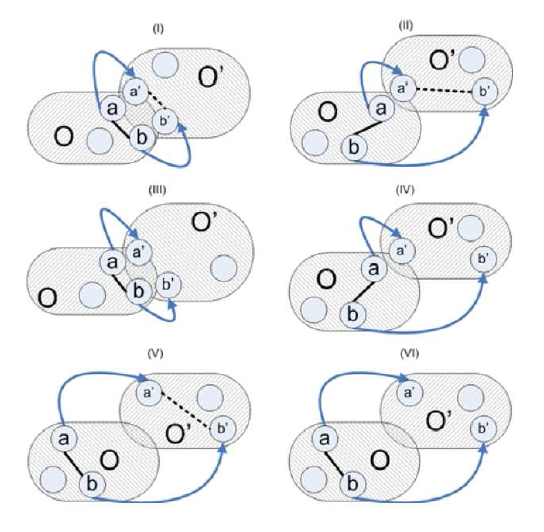 (I)
(II)
O'
a'
a
b'
O
b
O'
a'
b'
O
a
b
(III)
(IV)
O'
a'
a
b
b'
O
O'
a'
b'
a
O
b
(V)
(VI)
a'
b'
O'
a
O
b
a'
O'
b'
a
O
b